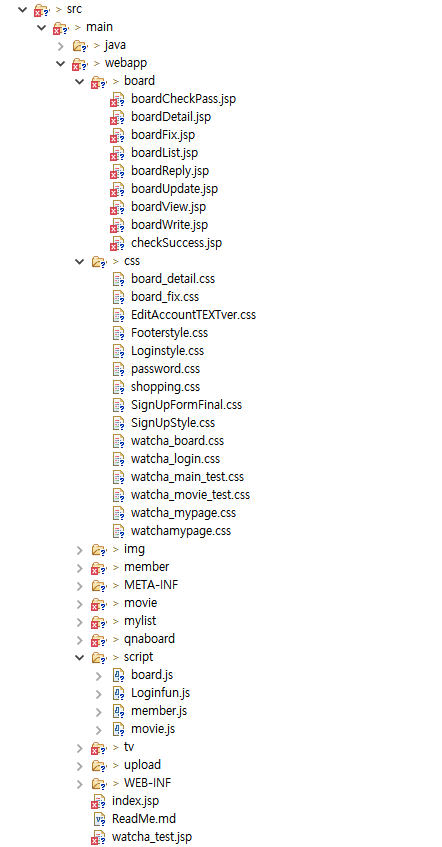 > src
> main
> java
> webapp
> board
boardCheckPass.jsp
boardDetail.jsp
boardFix.jsp
boardList.jsp
boardReply.jsp
boardUpdate.jsp
boardView.jsp
boardWrite.jsp
checkSuccess.jsp
> css
board_detail.css
board_fix.css
EditAccountTEXTver.css
Footerstyle.css
Loginstyle.css
password.css
shopping.css
SignUpFormFinal.css
SignUpStyle.css
watcha_board.css
watcha_login.css
watcha_main_test.css
watcha_movie_test.css
watcha_mypage.css
watchamypage.css
> img
> member
> META-INF
> movie
> mylist
> qnaboard
> script
board.js
Loginfun.js
member.js
movie.js
> tv
> upload
> WEB-INF
index.jsp
ReadMe.md
watcha_test.jsp